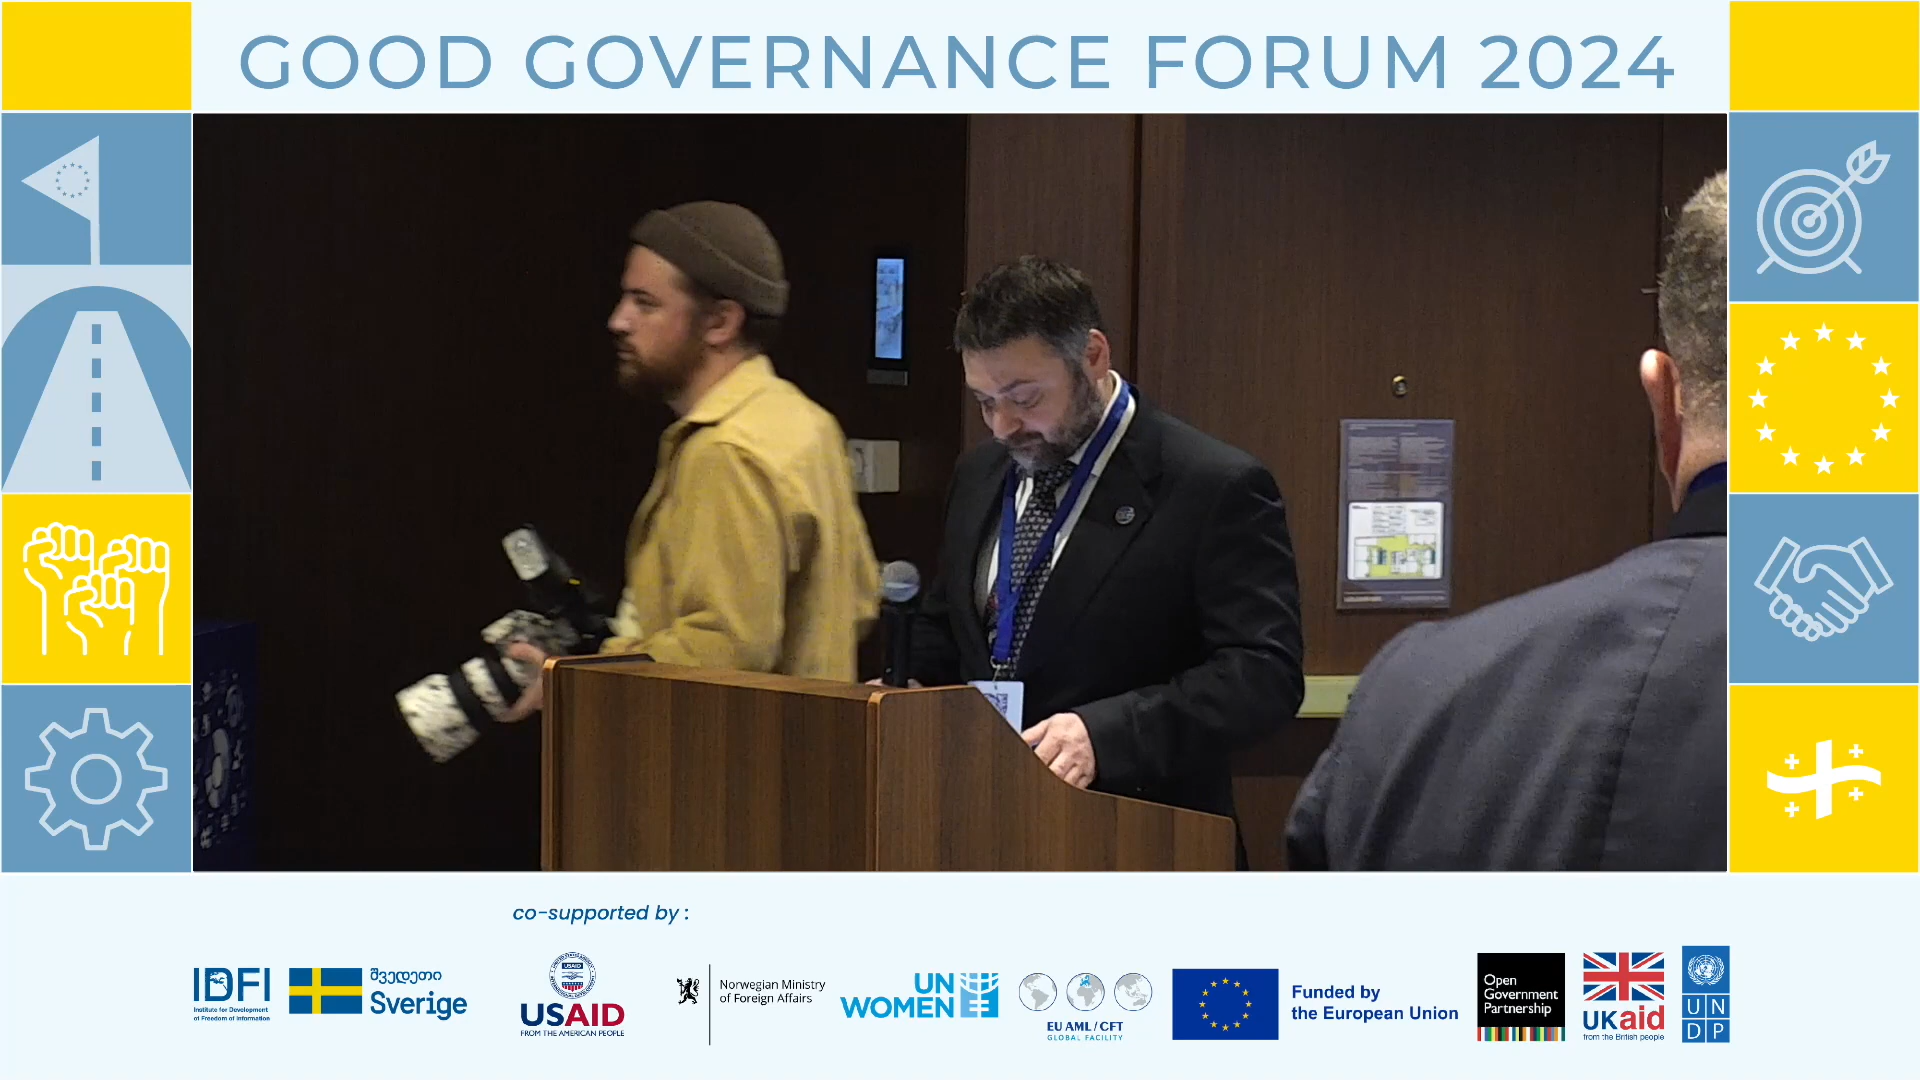 GOOD GOVERNANCE FORUM 2024
co-supported by :
IDFI
Institute for Development
of Freedom of Information
შვედეთი
Sverige
USAID
USAID
FROM THE AMERICAN PEOPLE
Norwegian Ministry
of Foreign Affairs
UN
WOMEN
EU AML / CFT
GLOBAL FACILITY
Funded by
the European Union
Open
Government
Partnership
UKaid
from the British people
U N
D P